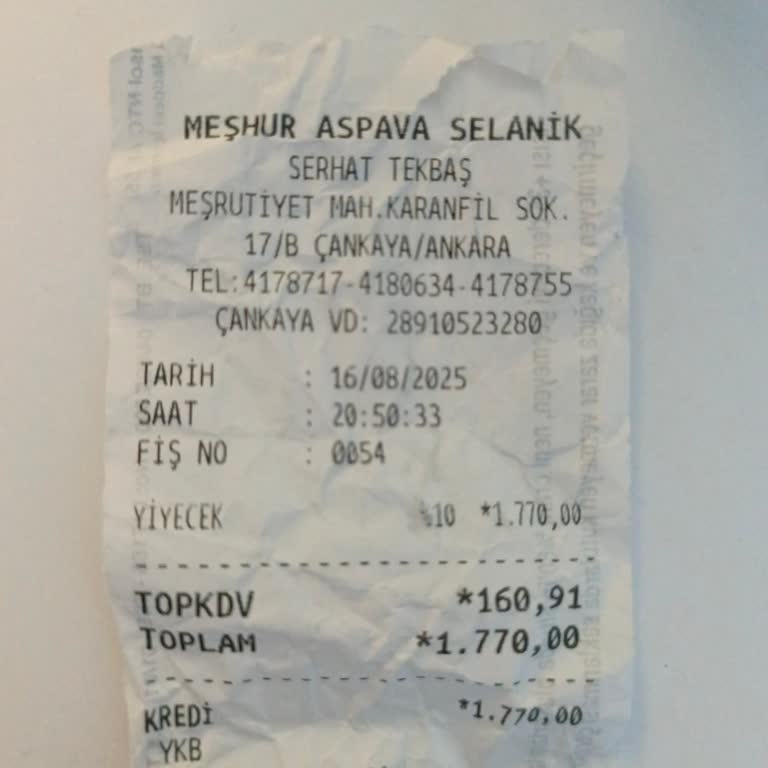 MEŞHUR ASPAVA SELANİK
SERHAT TEKBAŞ
MEŞRUTİYET MAH.KARANFİL SOK.
17/B ÇANKAYA/ANKARA
TEL:4178717-4180634-4178755
ÇANKAYA VD: 28910523280
TARİH : 16/08/2025
SAAT : 20:50:33
FİŞ NO : 0054
YİYECEK %10 *1.770,00
TOPKDV *160,91
TOPLAM *1.770,00
KREDİ *1.770,00
YKB